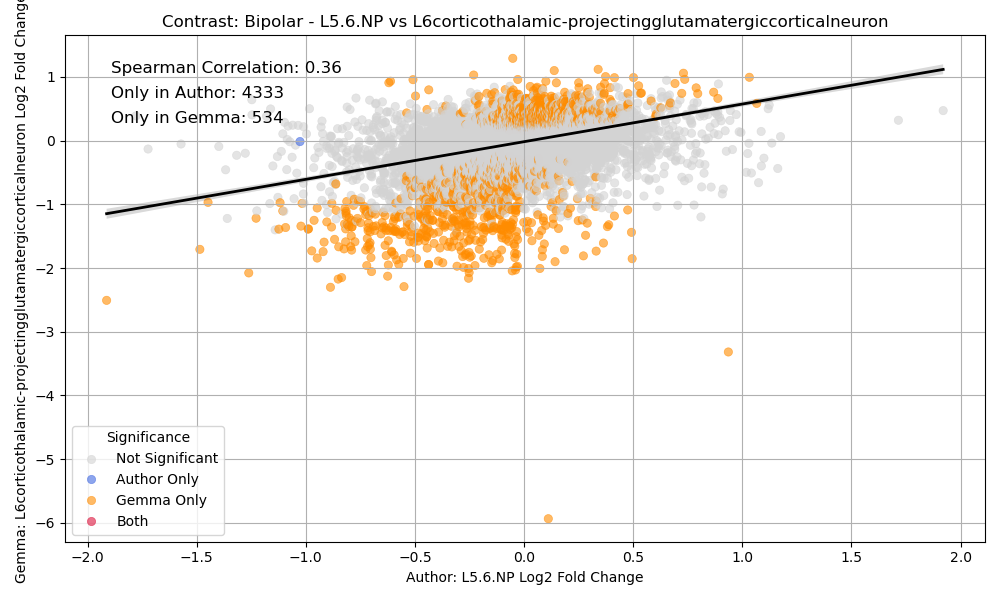 Contrast: Bipolar - L5.6.NP vs L6corticothalamic-projectingglutamatergiccorticalneuron
Gemma: L6corticothalamic-projectingglutamatergiccorticalneuron Log2 Fold Change
Spearman Correlation: 0.36
Only in Author: 4333
Only in Gemma: 534
1
0
−1
−2
−3
−4
−5
−6
Significance
Not Significant
Author Only
Gemma Only
Both
−2.0 −1.5 −1.0 −0.5 0.0 0.5 1.0 1.5 2.0
Author: L5.6.NP Log2 Fold Change